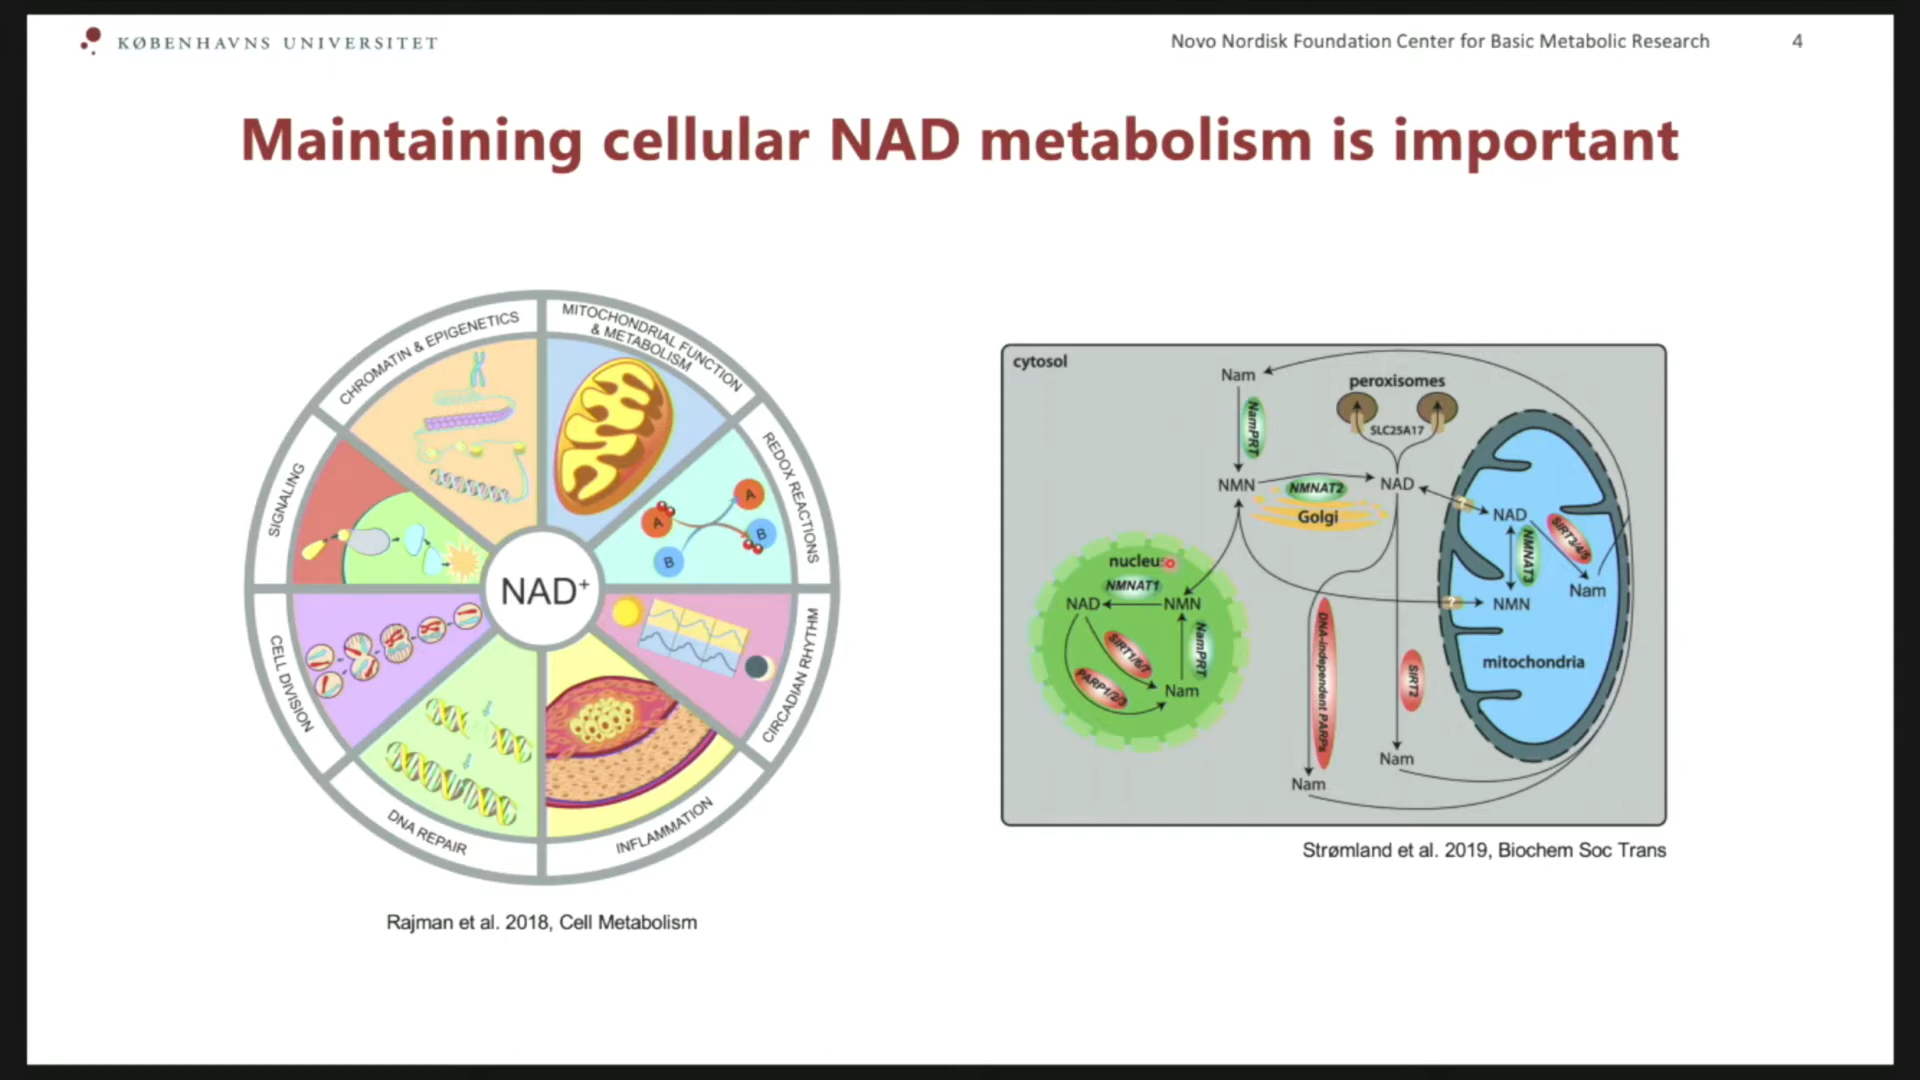 KØBENHAVNS UNIVERSITET
Novo Nordisk Foundation Center for Basic Metabolic Research
4
Maintaining cellular NAD metabolism is important
CHROMATIN & EPIGENETICS
MITOCHONDRIAL FUNCTION
& METABOLISM
REDOX REACTIONS
CIRCADIAN RHYTHM
INFLAMMATION
DNA REPAIR
CELL DIVISION
SIGNALING
NAD+
A
A
B
B
Rajman et al. 2018, Cell Metabolism
cytosol
Nam
peroxisomes
NamPRT
SLC25A17
NMN
NMNAT2
NAD
Golgi
NAD
SIRT3/4/5
NMNAT3
Nam
NMN
mitochondria
nucleus
NMNAT1
NAD
NMN
SIRT1/6/7
NamPRT
PARP1/2/3
Nam
DNA-independent PARPs
SIRT2
Nam
Nam
Strømland et al. 2019, Biochem Soc Trans